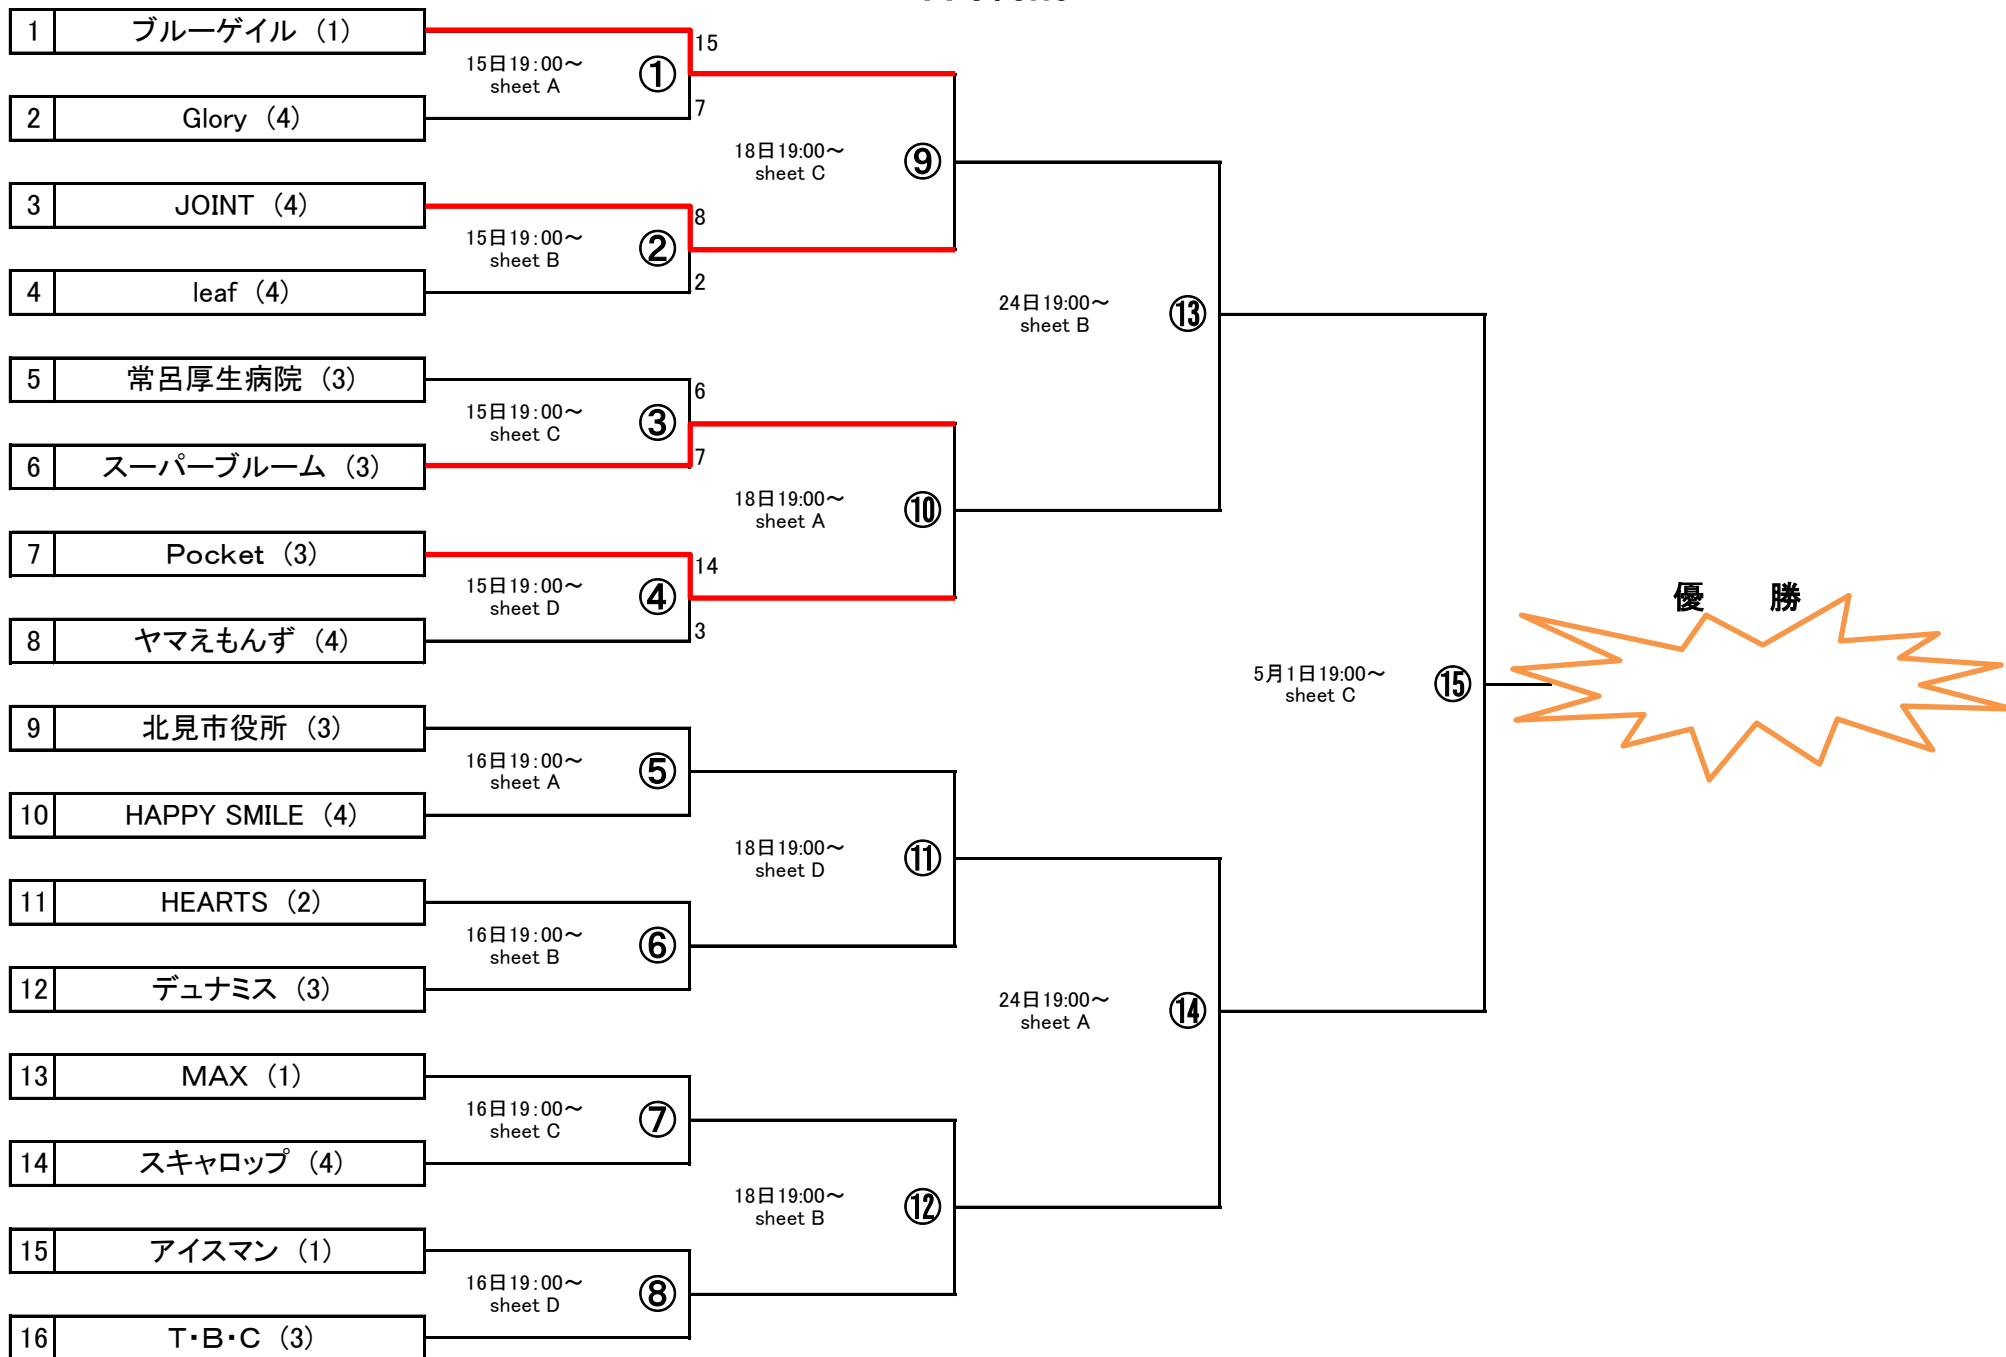 1 ブルーゲイル (1)
15
15日19:00～
sheet A
①
2 Glory (4)
7
18日19:00～
sheet C
⑨
3 JOINT (4)
8
15日19:00～
sheet B
②
4 leaf (4)
2
24日19:00～
sheet B
⑬
5 常呂厚生病院 (3)
6
15日19:00～
sheet C
③
6 スーパーブルーム (3)
7
18日19:00～
sheet A
⑩
7 Pocket (3)
14
15日19:00～
sheet D
④
8 ヤマえもんず (4)
3
優 勝
5月1日19:00～
sheet C
⑮
9 北見市役所 (3)
16日19:00～
sheet A
⑤
10 HAPPY SMILE (4)
18日19:00～
sheet D
⑪
11 HEARTS (2)
16日19:00～
sheet B
⑥
12 デュナミス (3)
24日19:00～
sheet A
⑭
13 MAX (1)
16日19:00～
sheet C
⑦
14 スキャロップ (4)
18日19:00～
sheet B
⑫
15 アイスマン (1)
16日19:00～
sheet D
⑧
16 T・B・C (3)